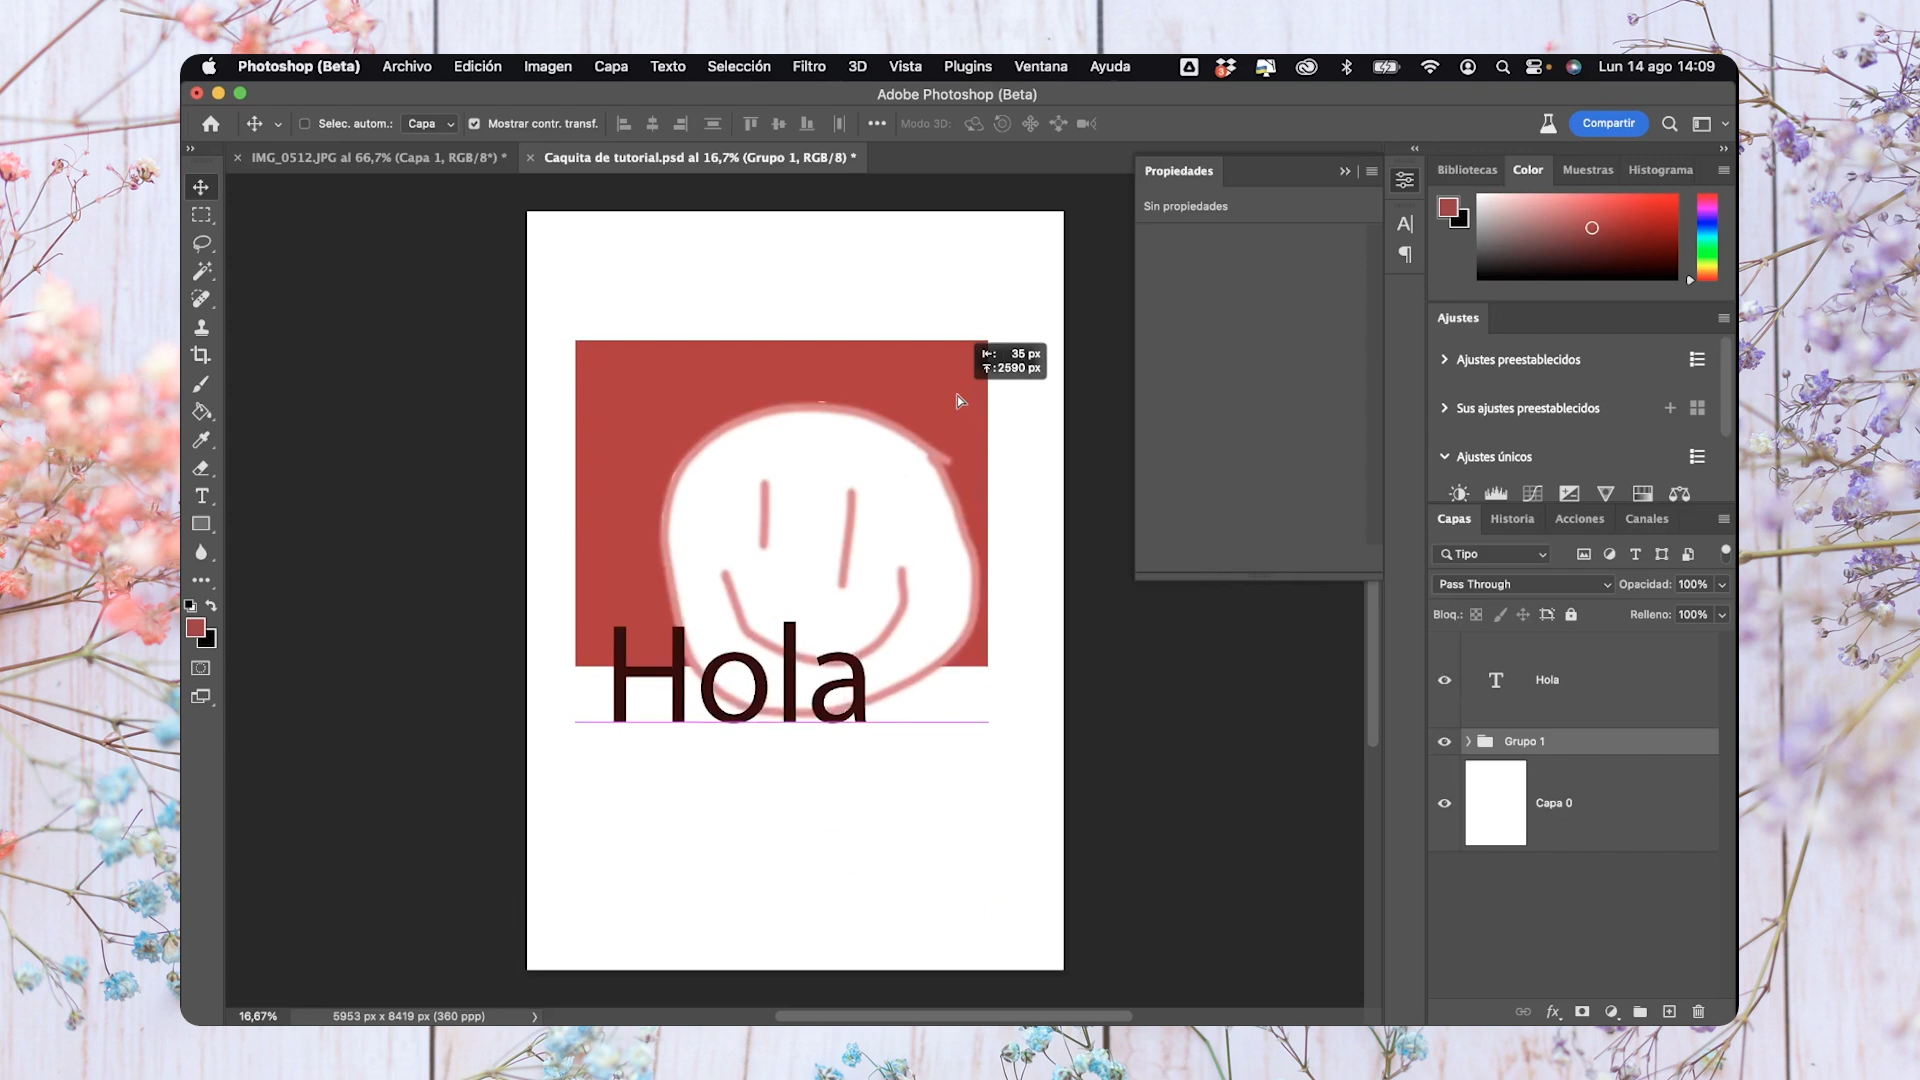 Photoshop (Beta) Archivo Edición Imagen Capa Texto Selección Filtro 3D Vista Plugins Ventana Ayuda 3 Lun 14 ago 14:09
Adobe Photoshop (Beta)
Selec. autom.: Capa Mostrar contr. transf. Modo 3D: Compartir
IMG_0512.JPG al 66,7% (Capa 1, RGB/8*) * Caquita de tutorial.psd al 16,7% (Grupo 1, RGB/8) *
Propiedades
Sin propiedades
Bibliotecas Color Muestras Histograma
Ajustes
Ajustes preestablecidos
Sus ajustes preestablecidos
Ajustes únicos
Capas Historia Acciones Canales
Tipo
Pass Through Opacidad: 100%
Bloq.: Relleno: 100%
Hola
Grupo 1
Capa 0
35 px
2590 px
Hola
16,67% 5953 px x 8419 px (360 ppp)